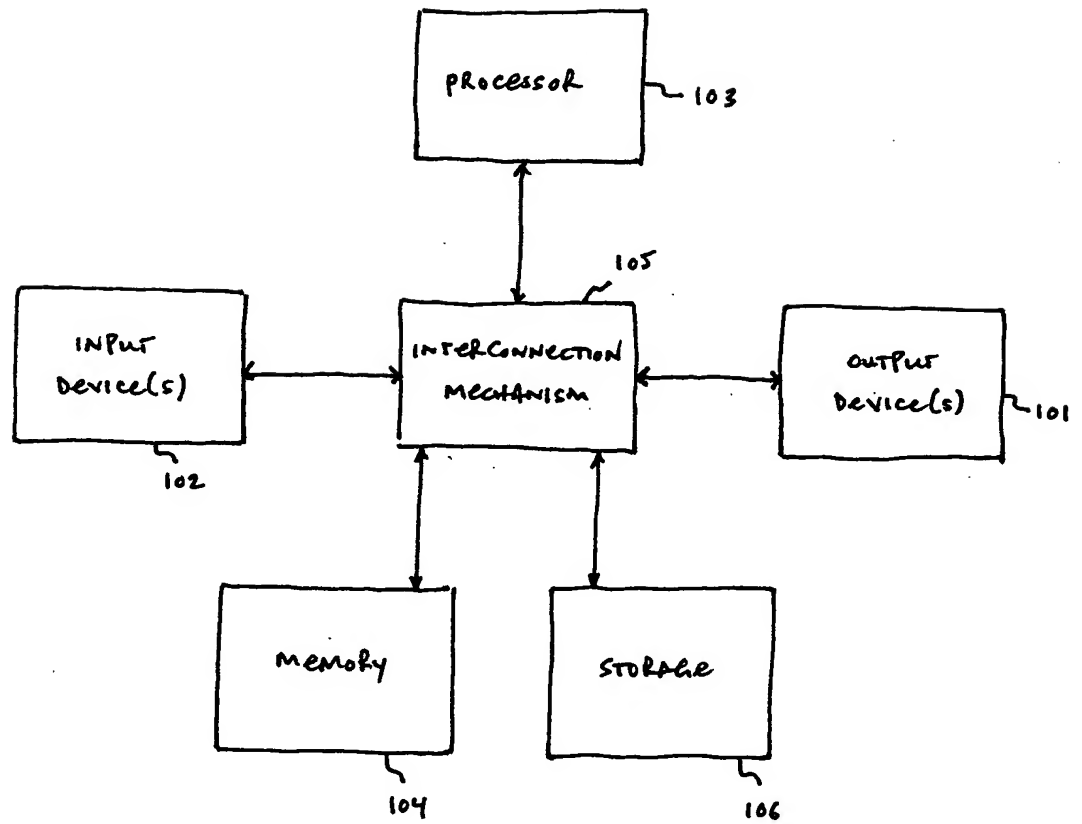 PROCESSOR
103
105
INPUT
DEVICE(S)
INTERCONNECTION
MECHANISM
OUTPUT
DEVICE(S)
101
102
MEMORY
STORAGE
104
106